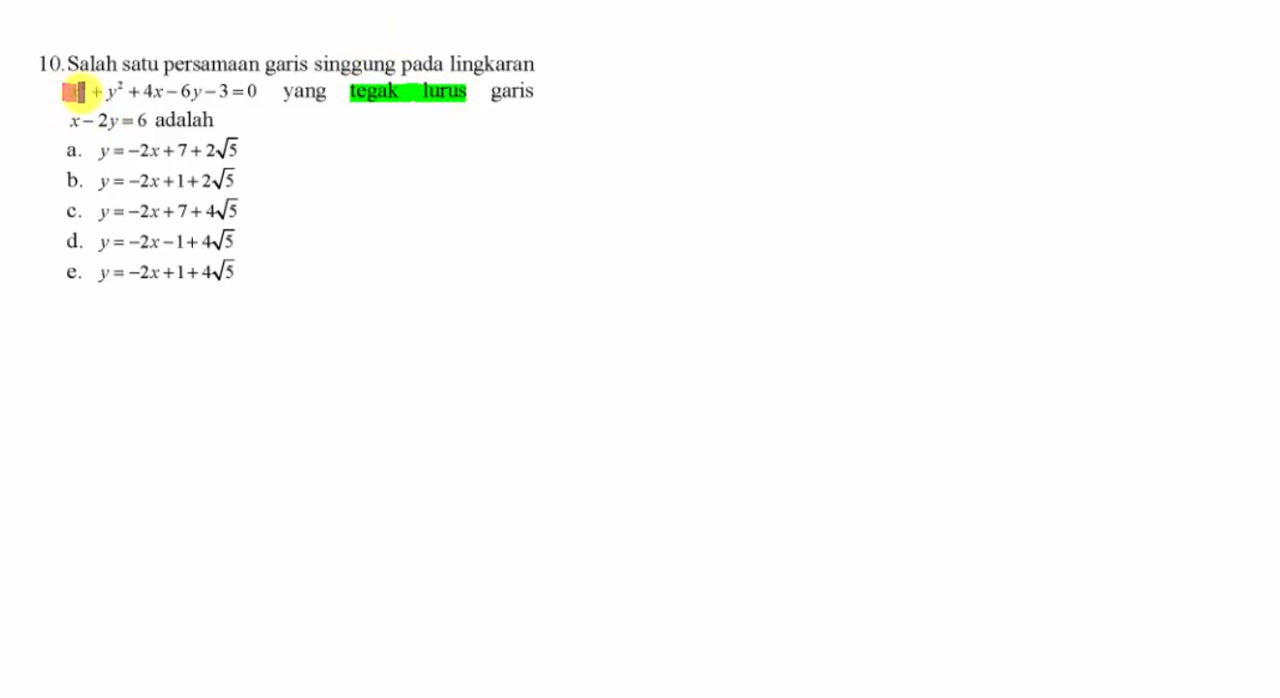 10. Salah satu persamaan garis singgung pada lingkaran
+ y² + 4x − 6y − 3 = 0 yang tegak lurus garis
x − 2y = 6 adalah
a. y = −2x + 7 + 2√5
b. y = −2x + 1 + 2√5
c. y = −2x + 7 + 4√5
d. y = −2x − 1 + 4√5
e. y = −2x + 1 + 4√5